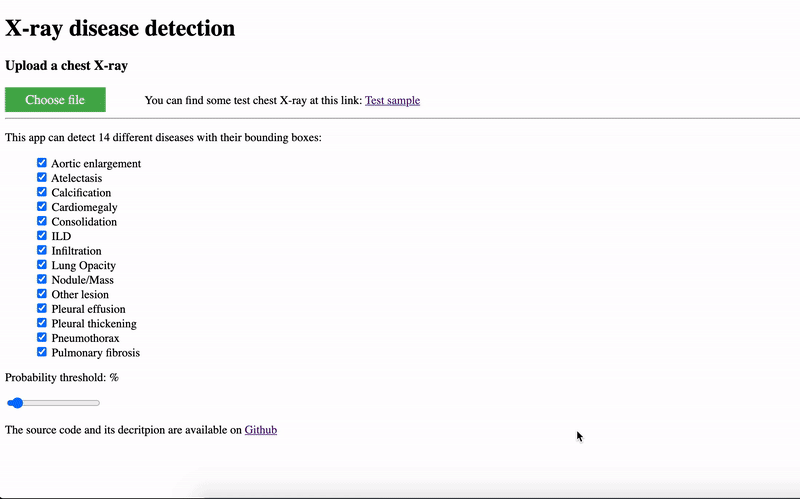 X-ray disease detection
Upload a chest X-ray
Choose file
You can find some test chest X-ray at this link: Test sample
This app can detect 14 different diseases with their bounding boxes:
Aortic enlargement
Atelectasis
Calcification
Cardiomegaly
Consolidation
ILD
Infiltration
Lung Opacity
Nodule/Mass
Other lesion
Pleural effusion
Pleural thickening
Pneumothorax
Pulmonary fibrosis
Probability threshold: %
The source code and its decritpion are available on Github